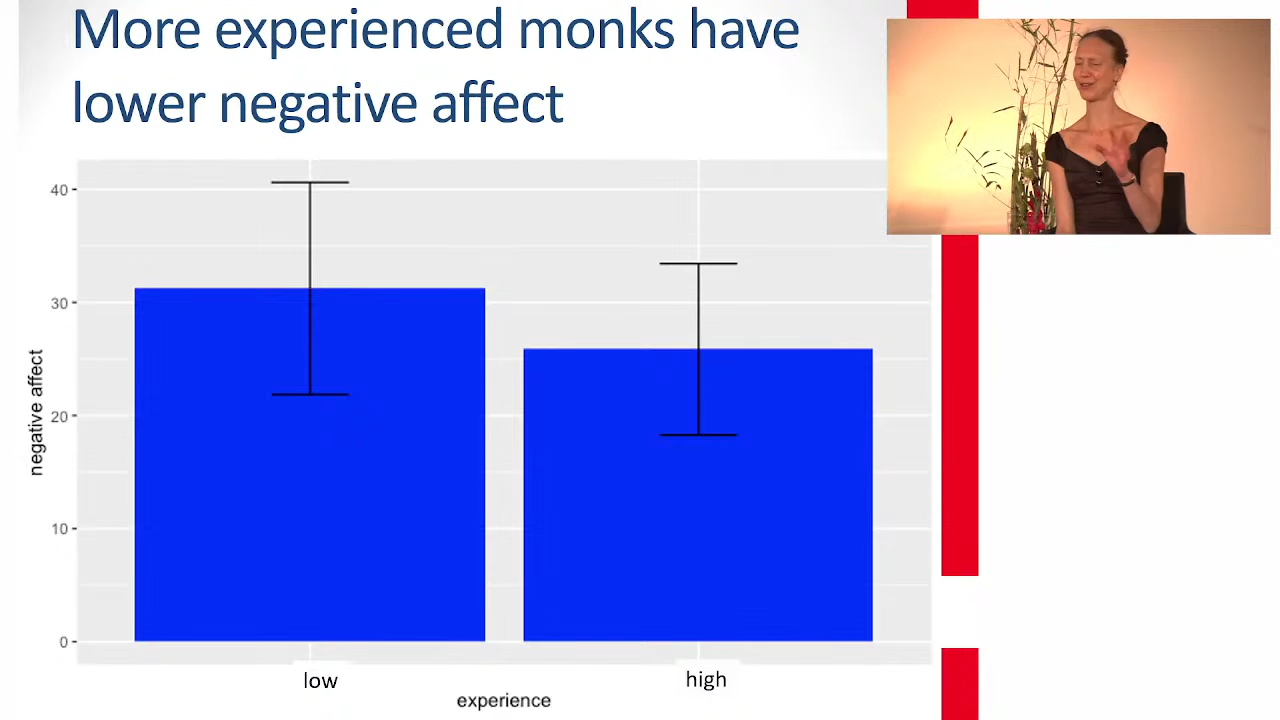 More experienced monks have
lower negative affect
40
30
20
10
0
negative affect
low
high
experience